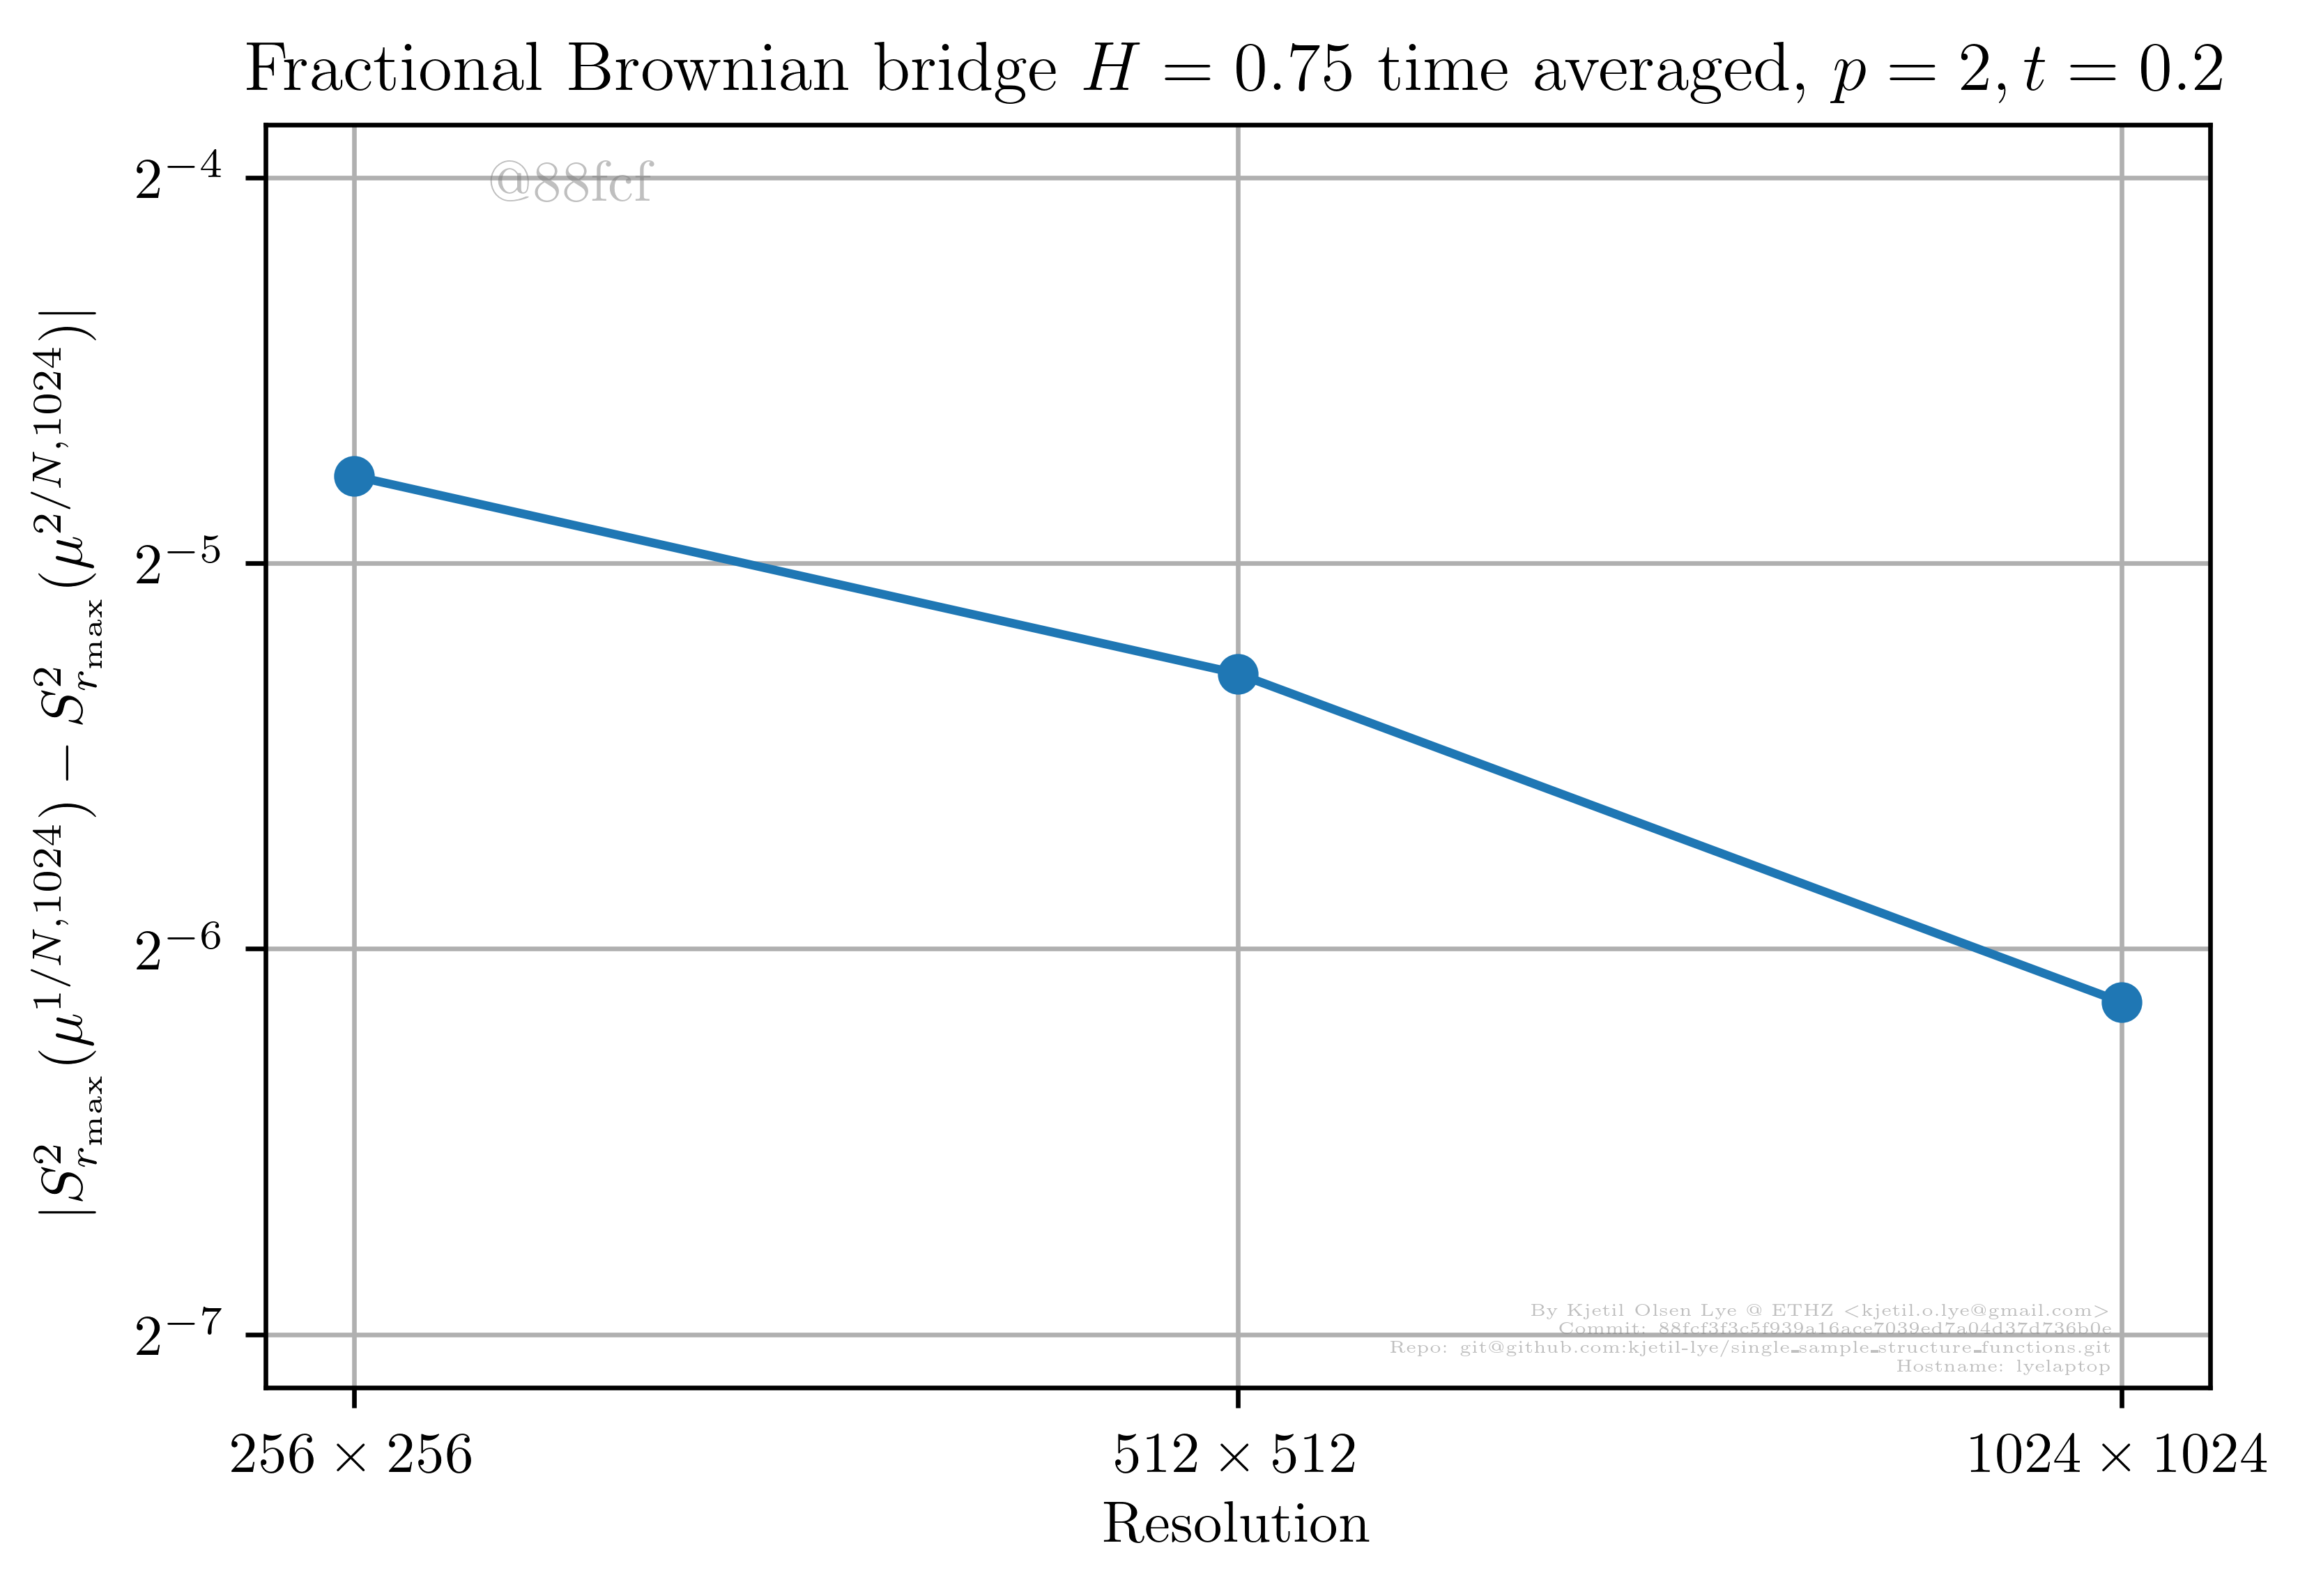 Fractional Brownian bridge H = 0.75 time averaged, p = 2, t = 0.2
@88fcf
2⁻⁴
2⁻⁵
2⁻⁶
2⁻⁷
|S²_{r_max}(μ^{1/N,1024}) − S²_{r_max}(μ^{2/N,1024})|
By Kjetil Olsen Lye @ ETHZ <kjetil.o.lye@gmail.com>
Commit: 88fcf3f3c5f939a16ace7039ed7a04d37d736b0e
Repo: git@github.com:kjetil-lye/single_sample_structure_functions.git
Hostname: lyelaptop
256 × 256
512 × 512
1024 × 1024
Resolution